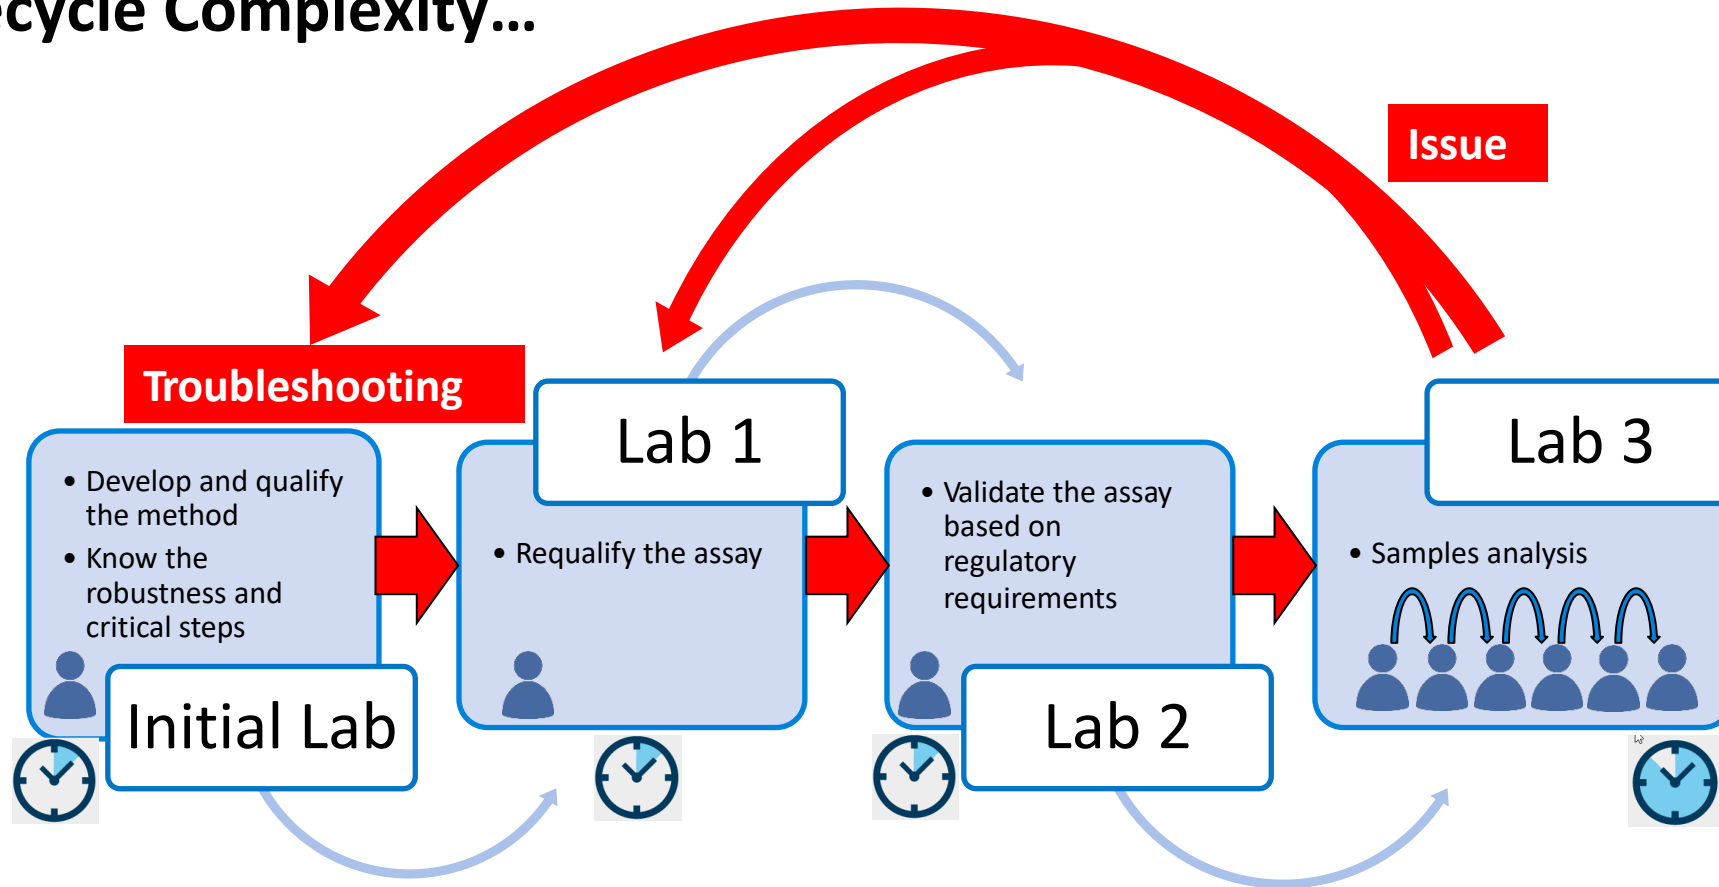 ecycle Complexity...
Issue
Troubleshooting
• Develop and qualify
the method
• Know the
robustness and
critical steps
Initial Lab
Lab 1
• Requalify the assay
• Validate the assay
based on
regulatory
requirements
Lab 2
Lab 3
• Samples analysis